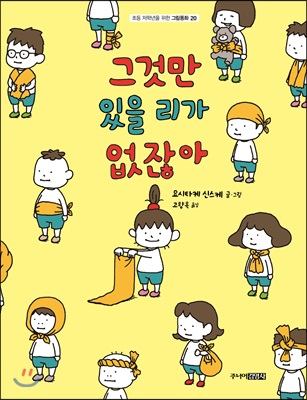 초등 저학년을 위한 그림동화 20
그것만
있을 리가
없잖아
요시타케 신스케 글·그림
고향옥 옮김
주니어김영사